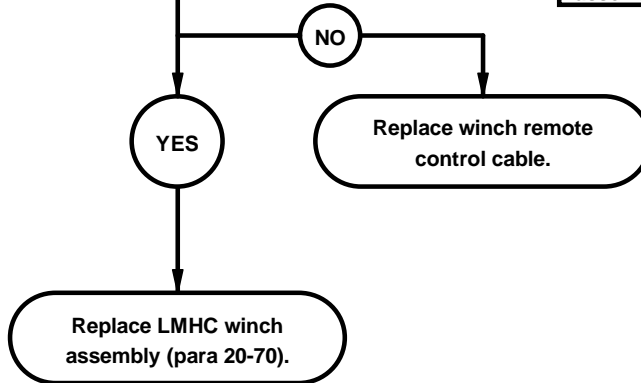 NO
YES
Replace winch remote
control cable.
Replace LMHC winch
assembly (para 20-70).